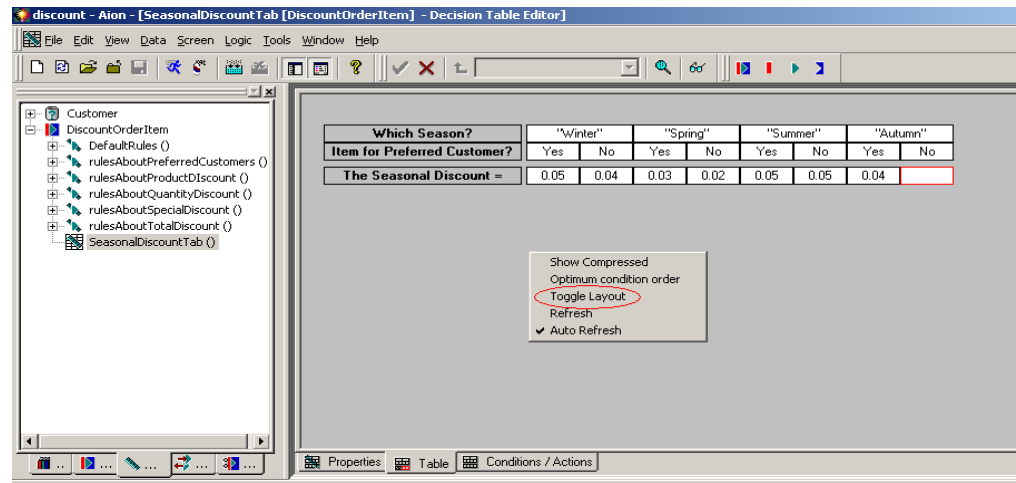 discount - Aion - [SeasonalDiscountTab [DiscountOrderItem] - Decision Table Editor]
File Edit View Data Screen Logic Tools Window Help
Customer
DiscountOrderItem
DefaultRules ()
rulesAboutPreferredCustomers ()
rulesAboutProductDIscount ()
rulesAboutQuantityDiscount ()
rulesAboutSpecialDiscount ()
rulesAboutTotalDiscount ()
SeasonalDiscountTab ()
Which Season? "Winter" "Spring" "Summer" "Autumn"
Item for Preferred Customer? Yes No Yes No Yes No Yes No
The Seasonal Discount = 0.05 0.04 0.03 0.02 0.05 0.05 0.04
Show Compressed
Optimum condition order
Toggle Layout
Refresh
✔ Auto Refresh
.. ... ... ... ...
Properties Table Conditions / Actions